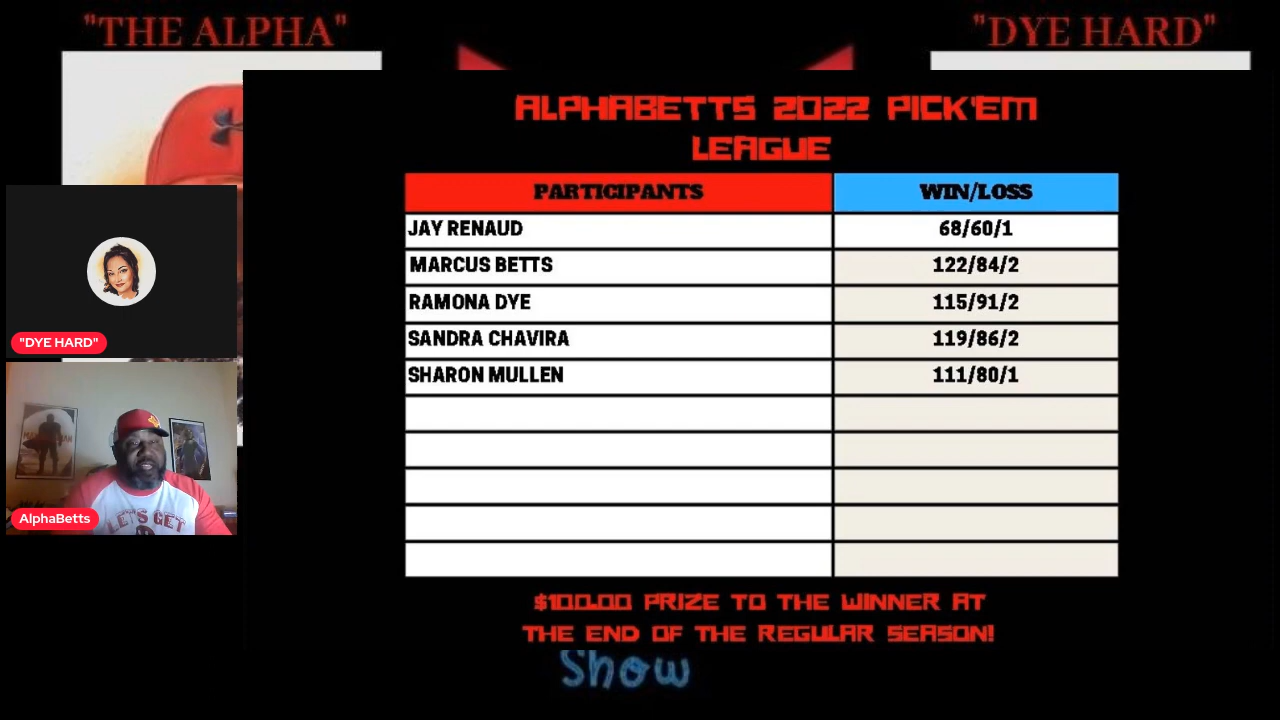 "THE ALPHA"
"DYE HARD"
ALPHABETTS 2022 PICK'EM
LEAGUE
PARTICIPANTS WIN/LOSS
JAY RENAUD 68/60/1
MARCUS BETTS 122/84/2
RAMONA DYE 115/91/2
SANDRA CHAVIRA 119/86/2
SHARON MULLEN 111/80/1
"DYE HARD"
AlphaBetts
LET'S GET
$100.00 PRIZE TO THE WINNER AT
THE END OF THE REGULAR SEASON!
Show